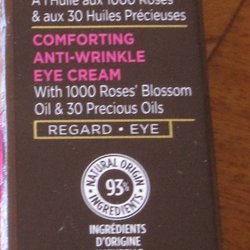 À l'Huile aux 1000 Roses
& aux 30 Huiles Précieuses
COMFORTING
ANTI-WRINKLE
EYE CREAM
With 1000 Roses' Blossom
Oil & 30 Precious Oils
REGARD • EYE
NATURAL ORIGIN
93%
INGREDIENTS
INGRÉDIENTS
D'ORIGINE